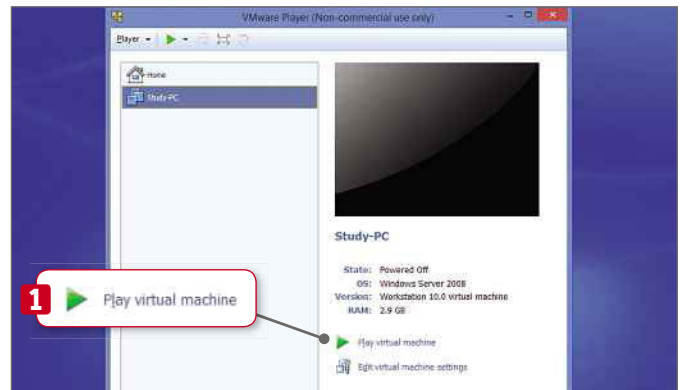 VMware Player (Non-commercial use only)
Player
Home
Study-PC
Study-PC
State: Powered Off
OS: Windows Server 2008
Version: Workstation 10.0 virtual machine
RAM: 2.9 GB
1 Play virtual machine
Play virtual machine
Edit virtual machine settings